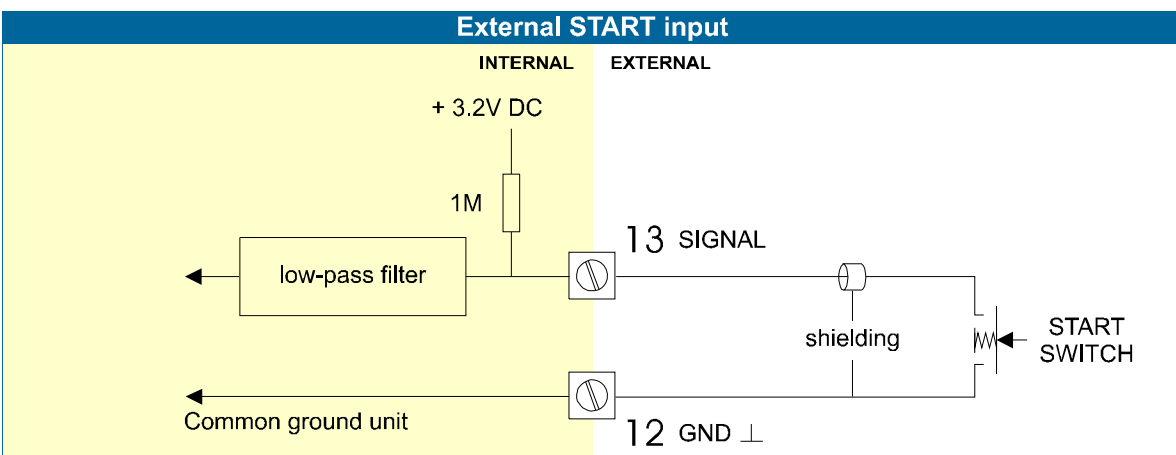 External START input
INTERNAL EXTERNAL
+ 3.2V DC
1M
13 SIGNAL
low-pass filter
shielding
START
SWITCH
Common ground unit
12 GND ⊥